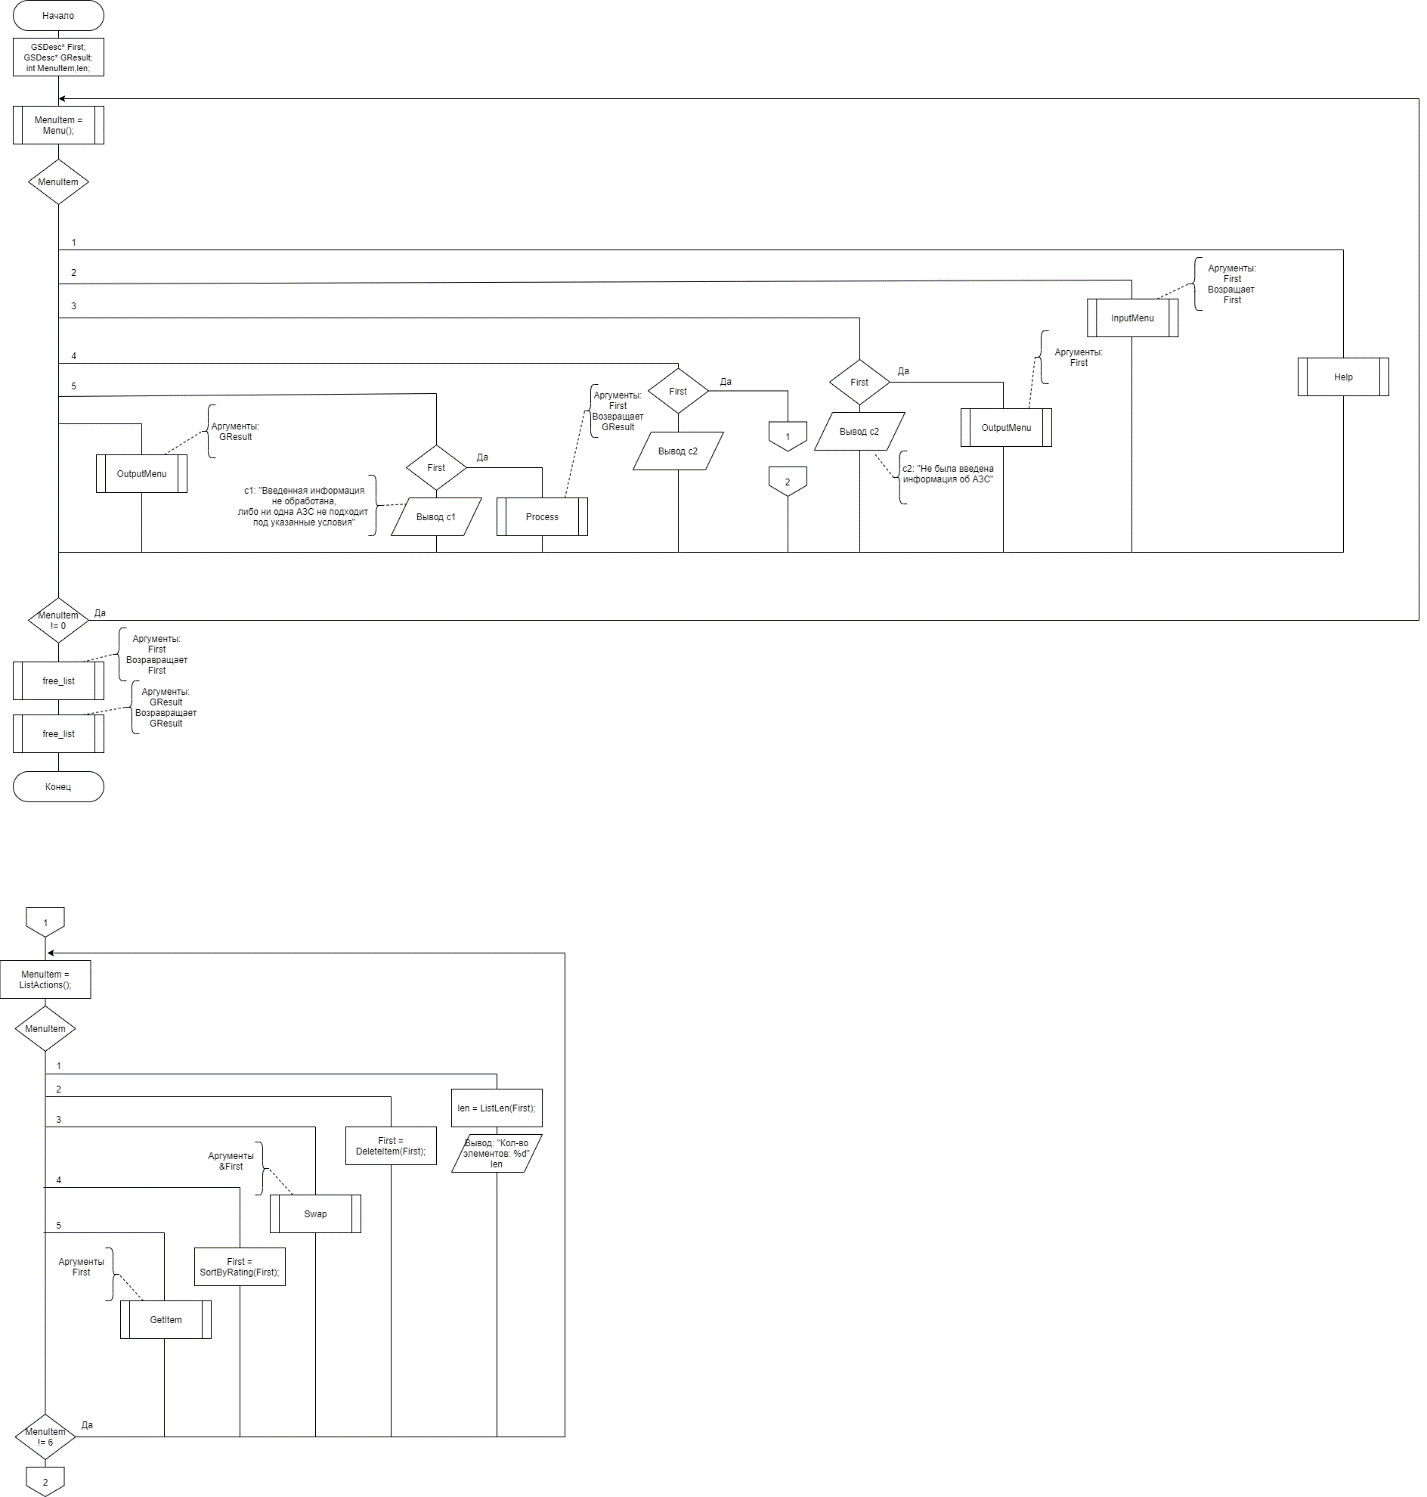 Начало
GSDesc* First;
GSDesc* GResult;
int MenuItem,len;
MenuItem =
Menu();
MenuItem
1
2
Аргументы:
First
Возращает
First
3
InputMenu
4
Аргументы:
First
First
Да
Help
5
First
Да
Аргументы:
First
Возвращает
GResult
Аргументы:
GResult
1
Вывод c2
OutputMenu
Вывод c2
First
Да
OutputMenu
2
c2: "Не была введена
информация об АЗС"
c1: "Введенная информация
не обработана,
либо ни одна АЗС не подходит
под указанные условия"
Вывод c1
Process
MenuItem
!= 0
Да
Аргументы:
First
Возравращает
First
free_list
Аргументы:
GResult
Возравращает
GResult
free_list
Конец
1
MenuItem =
ListActions();
MenuItem
1
2
len = ListLen(First);
3
First =
DeleteItem(First);
Вывод: "Кол-во
элементов: %d"
len
Аргументы
&First
4
Swap
5
Аргументы
First
First =
SortByRating(First);
GetItem
Да
MenuItem
!= 6
2